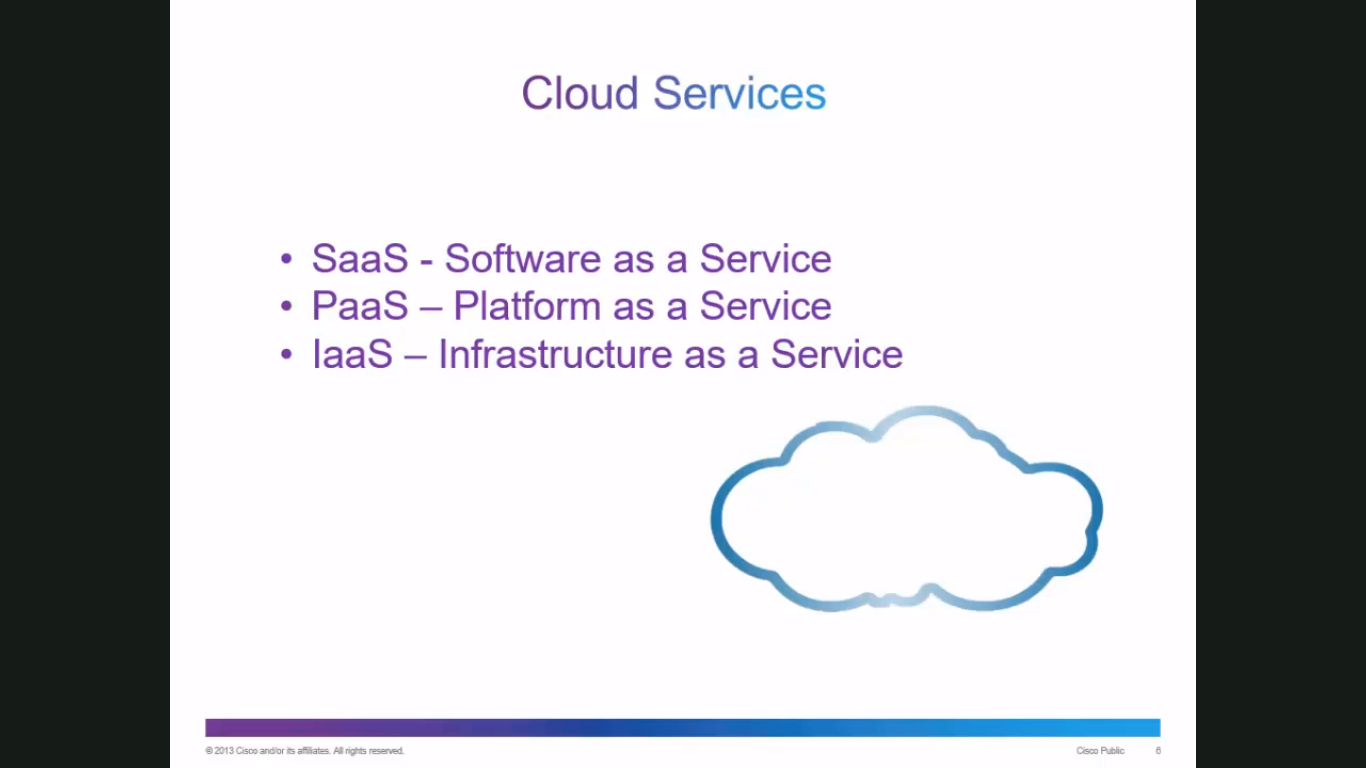 Cloud Services
• SaaS - Software as a Service
• PaaS – Platform as a Service
• IaaS – Infrastructure as a Service
© 2013 Cisco and/or its affiliates. All rights reserved.
Cisco Public
6